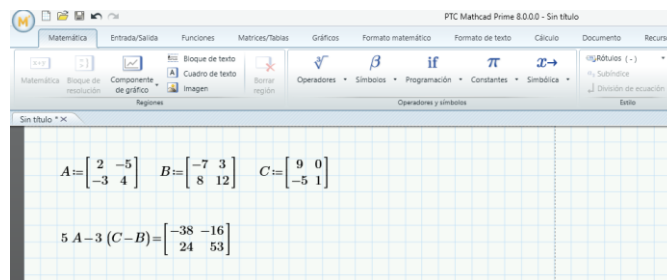 PTC Mathcad Prime 8.0.0.0 - Sin título
Matemática Entrada/Salida Funciones Matrices/Tablas Gráficos Formato matemático Formato de texto Cálculo Documento Recurs
Matemática Bloque de resolución Componente de gráfico Bloque de texto Cuadro de texto Imagen Borrar región Operadores Símbolos if Programación π Constantes Simbólica Rótulos ( - ) Subíndice División de ecuación
Regiones Operadores y símbolos Estilo
Sin título * X
A:=[2 −5; −3 4] B:=[−7 3; 8 12] C:=[9 0; −5 1]
5 A−3 (C−B)=[−38 −16; 24 53]